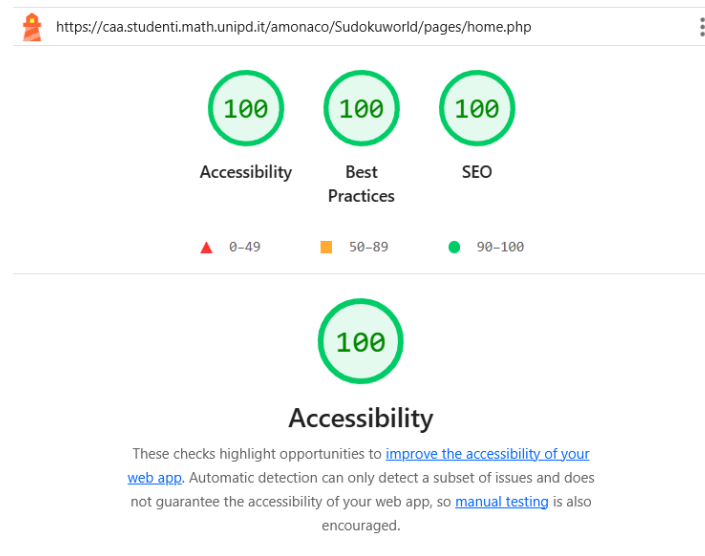 https://caa.studenti.math.unipd.it/amonaco/Sudokuworld/pages/home.php
100 100 100
Accessibility Best Practices SEO
0–49 50–89 90–100
100
Accessibility
These checks highlight opportunities to improve the accessibility of your
web app. Automatic detection can only detect a subset of issues and does
not guarantee the accessibility of your web app, so manual testing is also
encouraged.